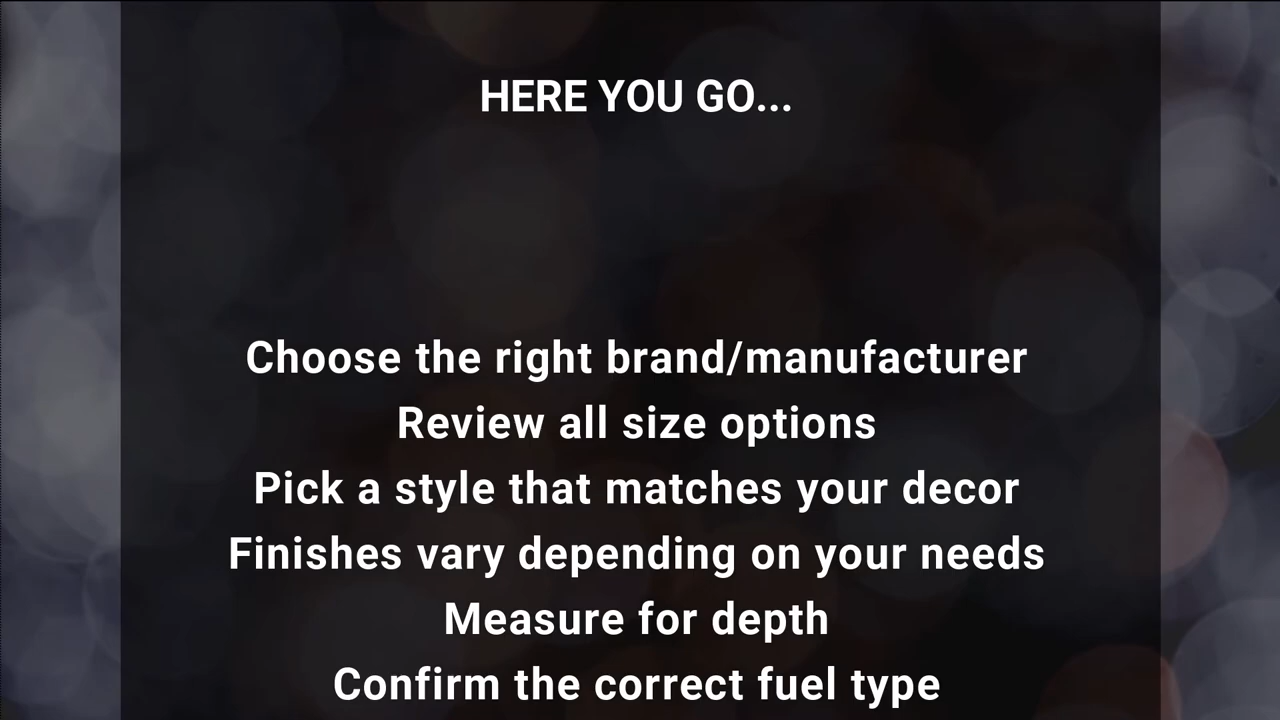 HERE YOU GO...
Choose the right brand/manufacturer
Review all size options
Pick a style that matches your decor
Finishes vary depending on your needs
Measure for depth
Confirm the correct fuel type